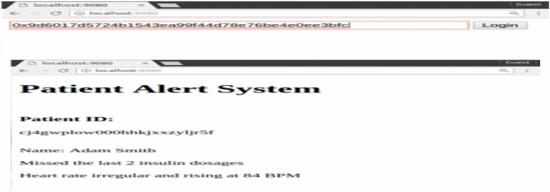 localhost:9080
Guest
localhost:9080
0x9d6017d5724b1543ea99f44d78e76be4e0ee3bfc
Login
localhost:9080
Guest
localhost:9080
Patient Alert System
Patient ID:
cj4gwplow000hhkjxxzyljr5f
Name: Adam Smith
Missed the last 2 insulin dosages
Heart rate irregular and rising at 84 BPM